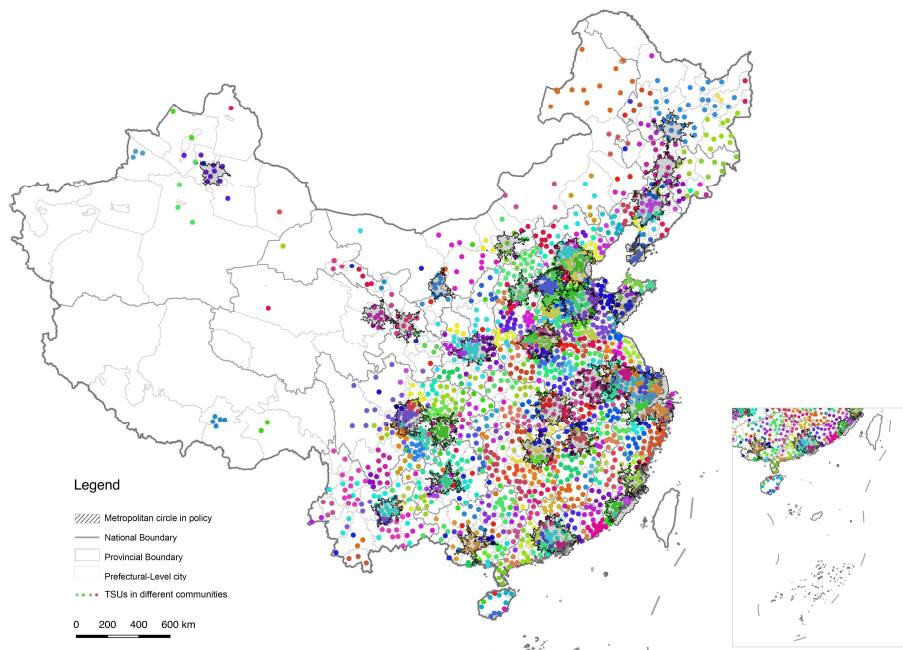 Legend
Metropolitan circle in policy
National Boundary
Provincial Boundary
Prefectural-Level city
TSUs in different communities
0 200 400 600 km